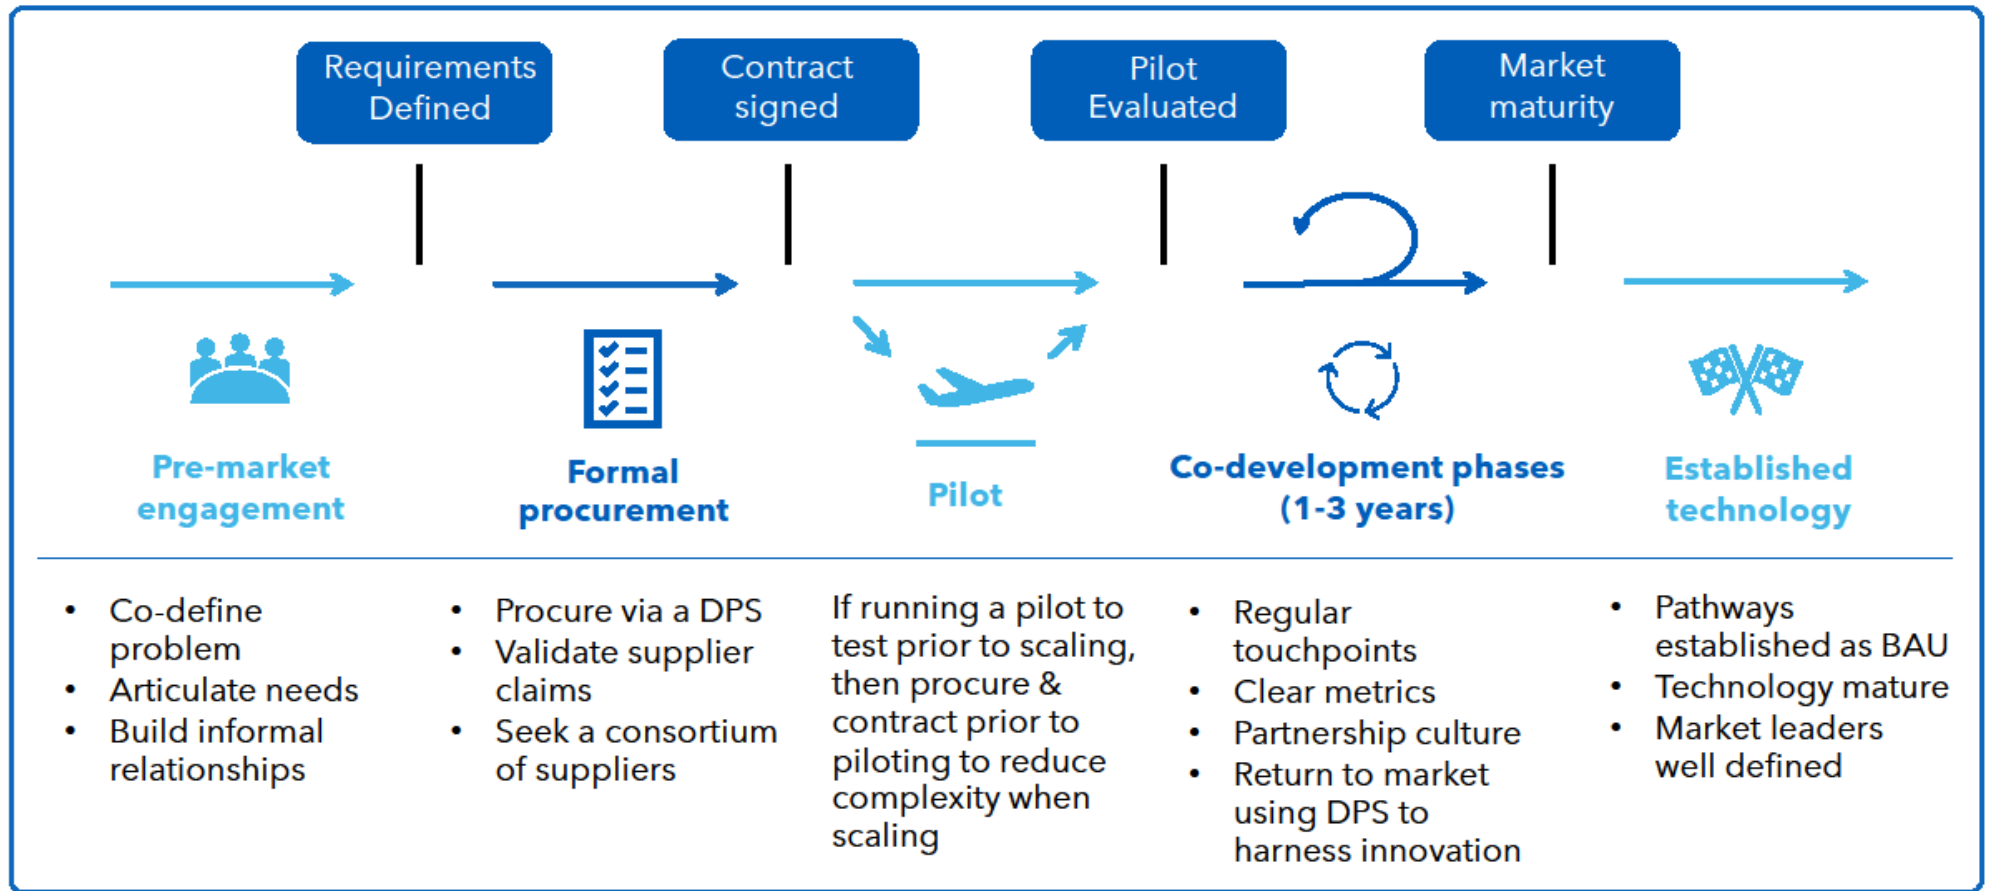 Requirements
Defined
Contract
signed
Pilot
Evaluated
Market
maturity
Pre-market
engagement
Formal
procurement
Pilot
Co-development phases
(1-3 years)
Established
technology
• Co-define
problem
• Articulate needs
• Build informal
relationships
• Procure via a DPS
• Validate supplier
claims
• Seek a consortium
of suppliers
If running a pilot to
test prior to scaling,
then procure &
contract prior to
piloting to reduce
complexity when
scaling
• Regular
touchpoints
• Clear metrics
• Partnership culture
• Return to market
using DPS to
harness innovation
• Pathways
established as BAU
• Technology mature
• Market leaders
well defined